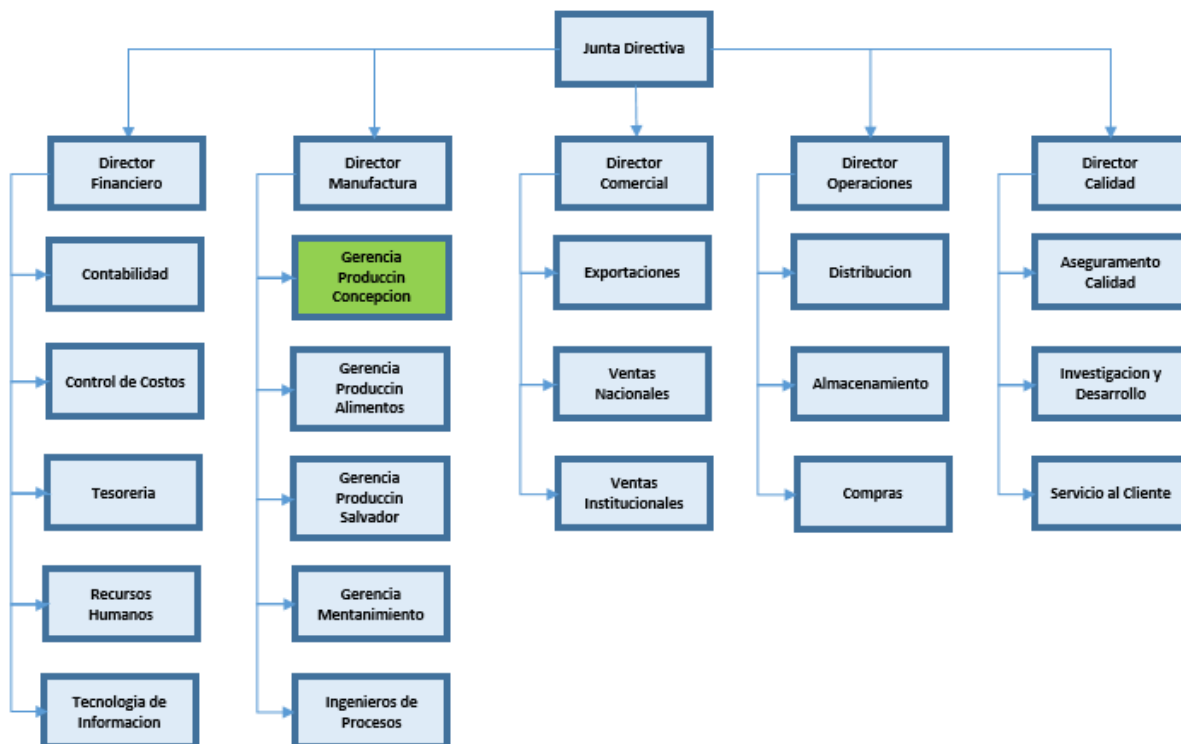 Junta Directiva
Director
Financiero
Director
Manufactura
Director
Comercial
Director
Operaciones
Director
Calidad
Contabilidad
Gerencia
Produccin
Concepcion
Exportaciones
Distribucion
Aseguramento
Calidad
Control de Costos
Gerencia
Produccin
Alimentos
Ventas
Nacionales
Almacenamiento
Investigacion y
Desarrollo
Tesoreria
Gerencia
Produccin
Salvador
Ventas
Institucionales
Compras
Servicio al Cliente
Recursos
Humanos
Gerencia
Mentanimiento
Tecnologia de
Informacion
Ingenieros de
Procesos